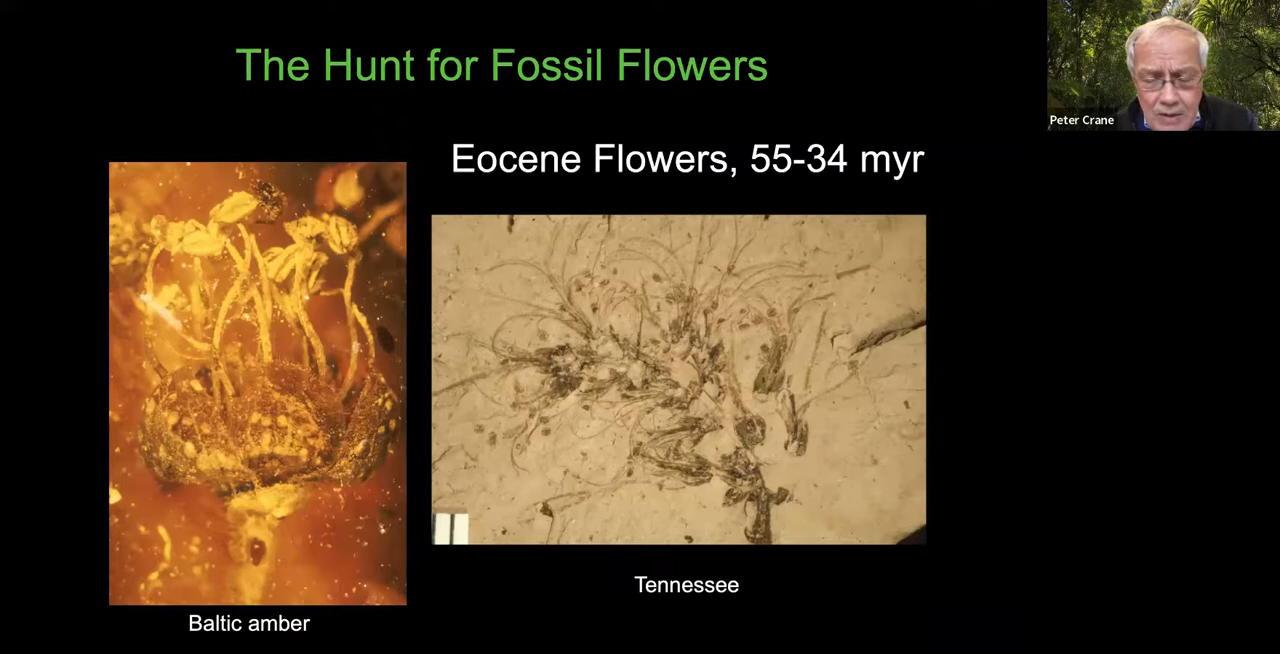 The Hunt for Fossil Flowers
Peter Crane
Eocene Flowers, 55-34 myr
Tennessee
Baltic amber